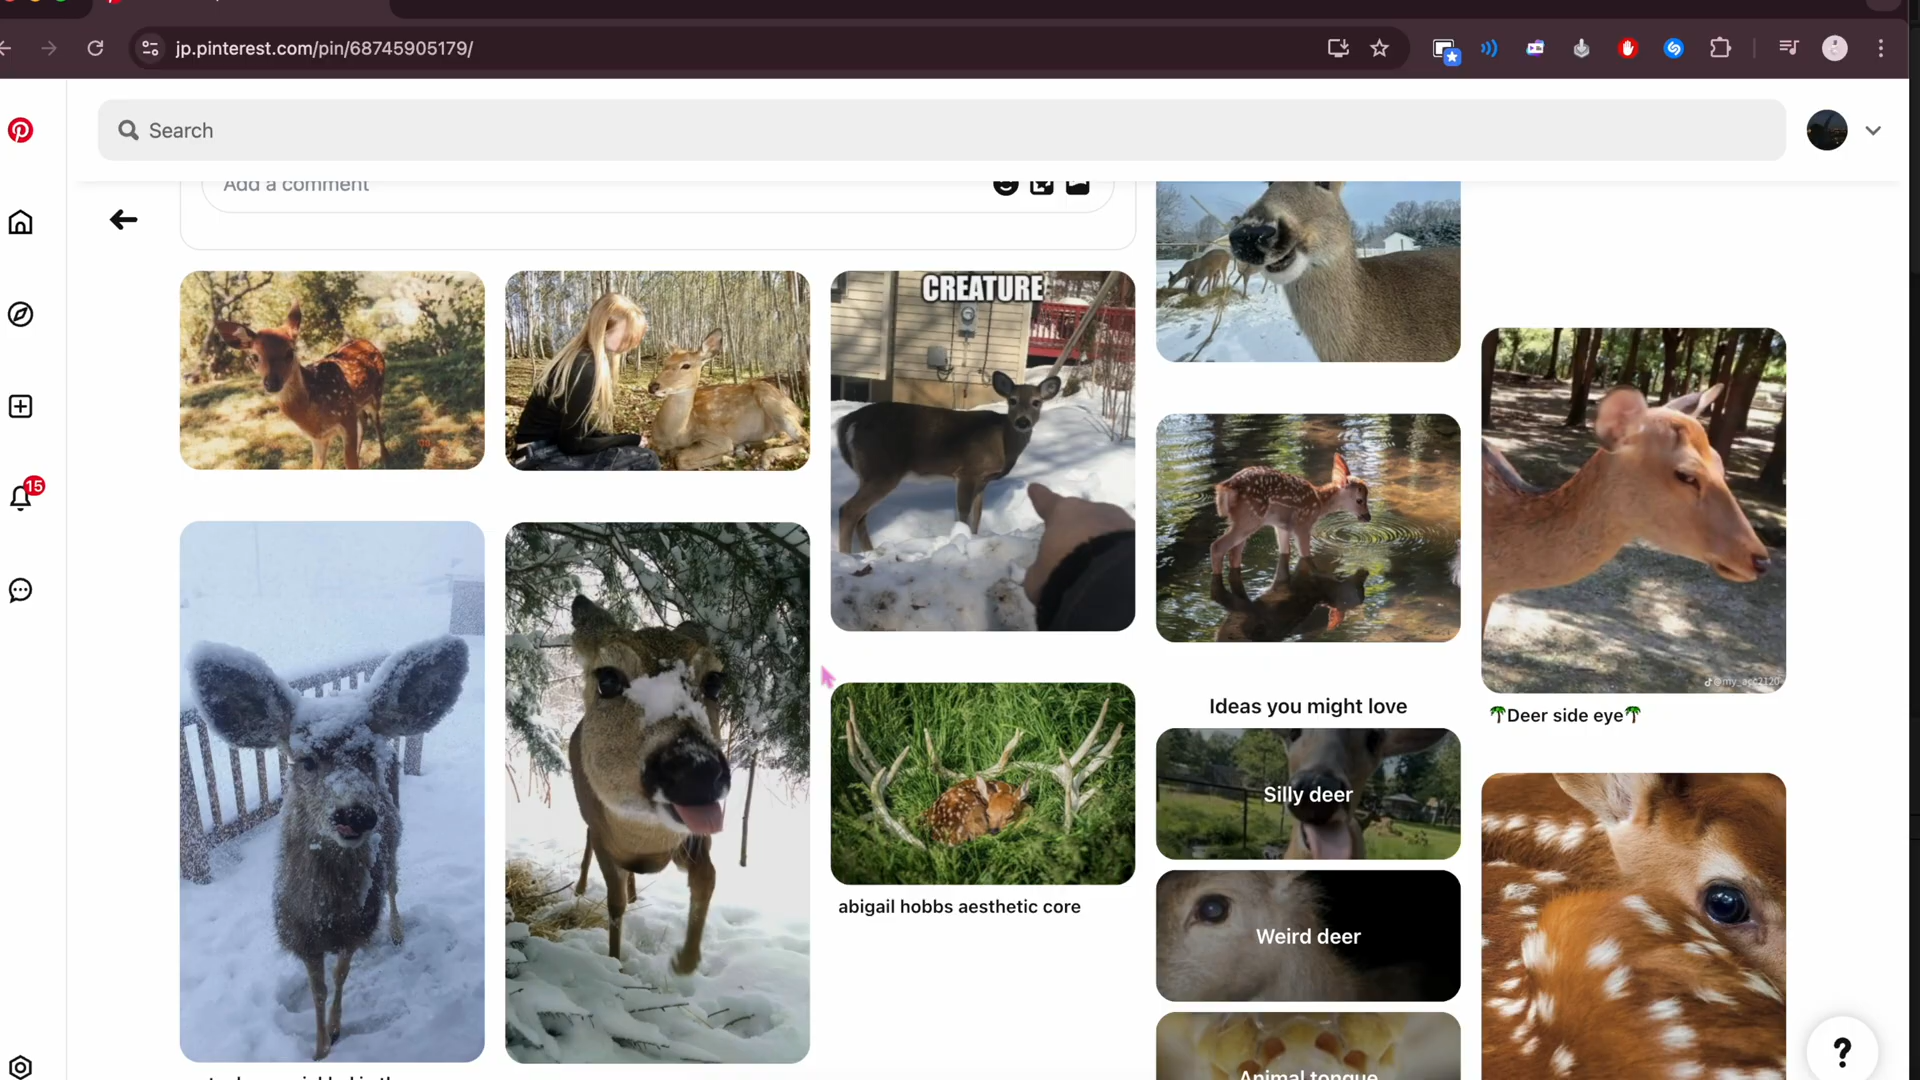 jp.pinterest.com/pin/68745905179/
Search
Add a comment
15
CREATURE
@my_acc2120
🌴Deer side eye🌴
Ideas you might love
Silly deer
abigail hobbs aesthetic core
Weird deer
Animal tongue
?